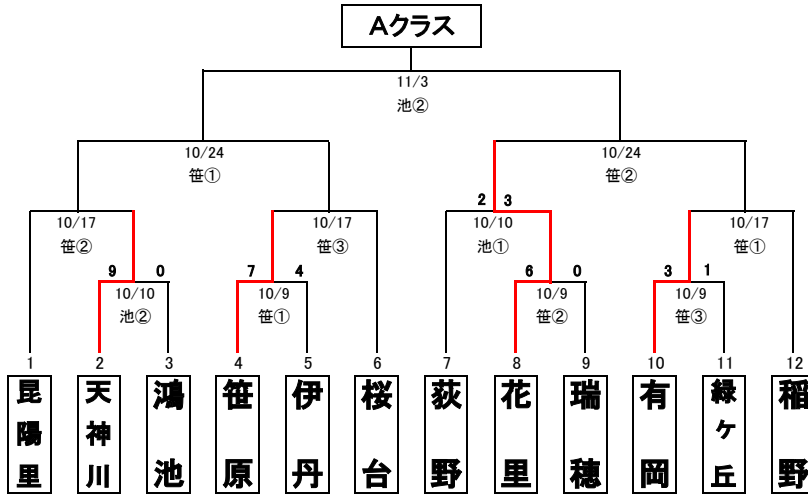 Aクラス
11/3
池②
10/24
笹①
10/24
笹②
10/17
笹②
10/17
笹③
2 3
10/10
池①
10/17
笹①
9 0
10/10
池②
7 4
10/9
笹①
6 0
10/9
笹②
3 1
10/9
笹③
1 2 3 4 5 6 7 8 9 10 11 12
昆陽里
天神川
鴻池
笹原
伊丹
桜台
荻野
花里
瑞穂
有岡
緑ケ丘
稲野